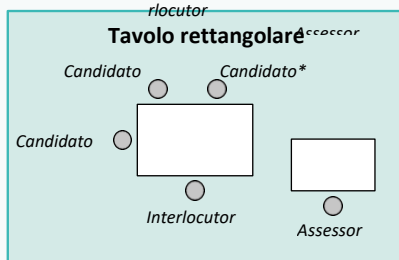 rlocutor
Tavolo rettangolare
Assessor
Candidato Candidato*
Candidato
Interlocutor
Assessor